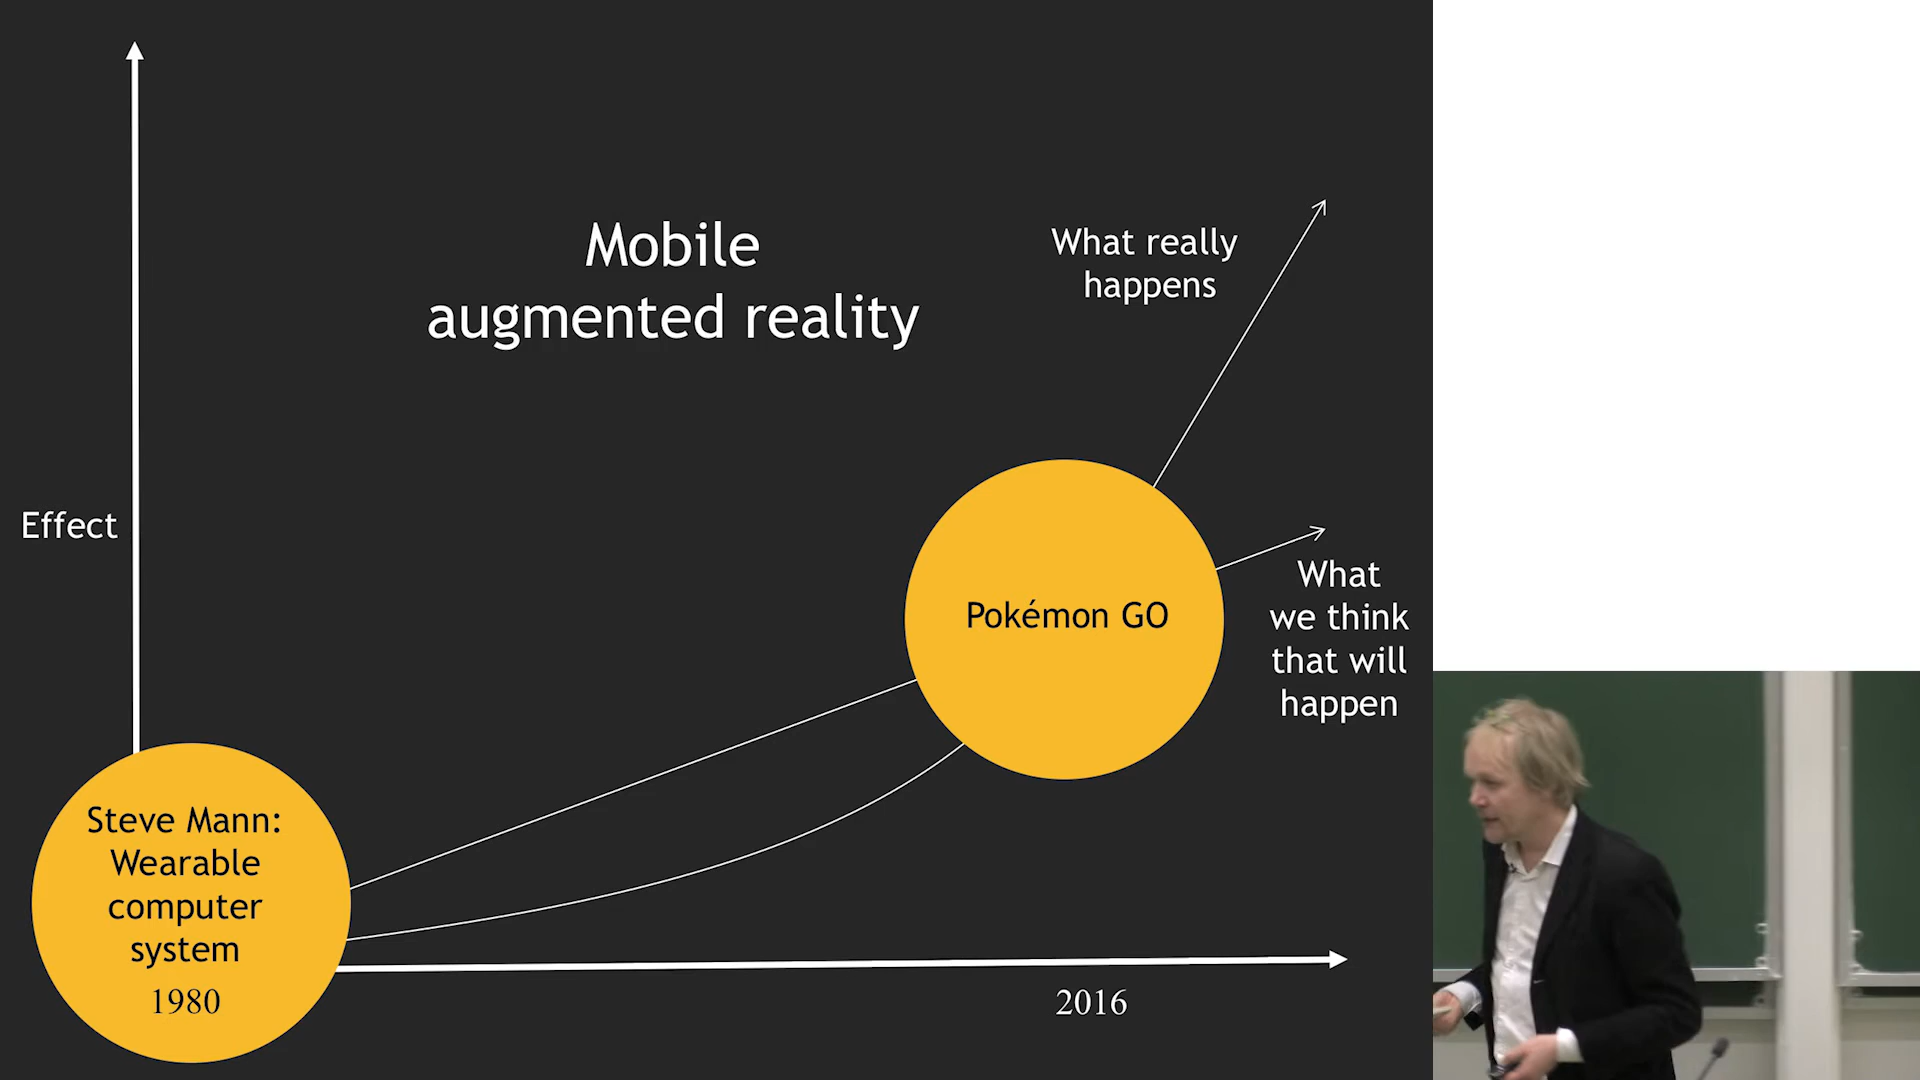 Mobile
augmented reality
What really
happens
Effect
Pokémon GO
What
we think
that will
happen
Steve Mann:
Wearable
computer
system
1980
2016